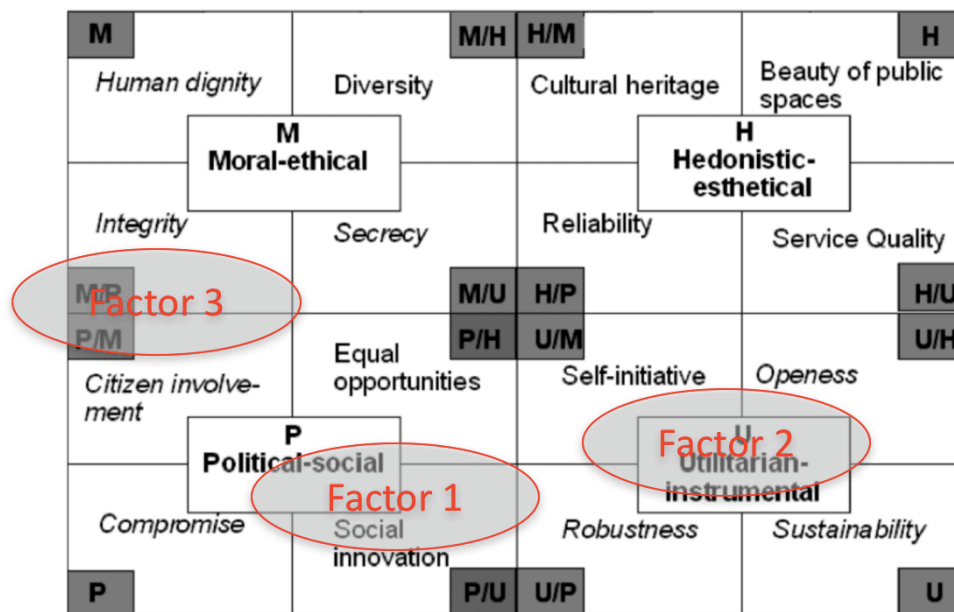 M
M/H
H/M
H
Human dignity
Diversity
Cultural heritage
Beauty of public
spaces
M
Moral-ethical
H
Hedonistic-
esthetical
Integrity
Secrecy
Reliability
Service Quality
M/P
Factor 3
M/U
H/P
H/U
P/M
P/H
U/M
U/H
Citizen involve-
ment
Equal
opportunities
Self-initiative
Openess
P
Political-social
Factor 1
U
Factor 2
Utilitarian-
instrumental
Compromise
Social
innovation
Robustness
Sustainability
P
P/U
U/P
U